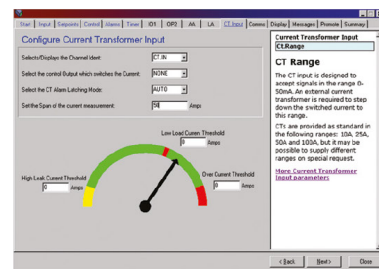 Start Input Setpoints Control Alarms Timer IO1 OP2 AA LA CT Input Comms Display Messages Promote Summary
Configure Current Transformer Input
Selects/Displays the Channel Ident: CT.IN
Select the control Output which switches the Current: NONE
Select the CT Alarm Latching Mode: AUTO
Set the Span of the current measurement: 50 Amps
Low Load Current Threshold
0 Amps
High Leak Current Threshold
0 Amps
Over Current Threshold
0 Amps
Current Transformer Input
Ct.Range
CT Range
The CT input is designed to
accept signals in the range 0-
50mA. An external current
transformer is required to step
down the switched current to
this range.
CTs are provided as standard in
the following ranges: 10A, 25A,
50A and 100A, but it may be
possible to supply different
ranges on special request.
More Current Transformer
Input parameters
< Back Next > Close